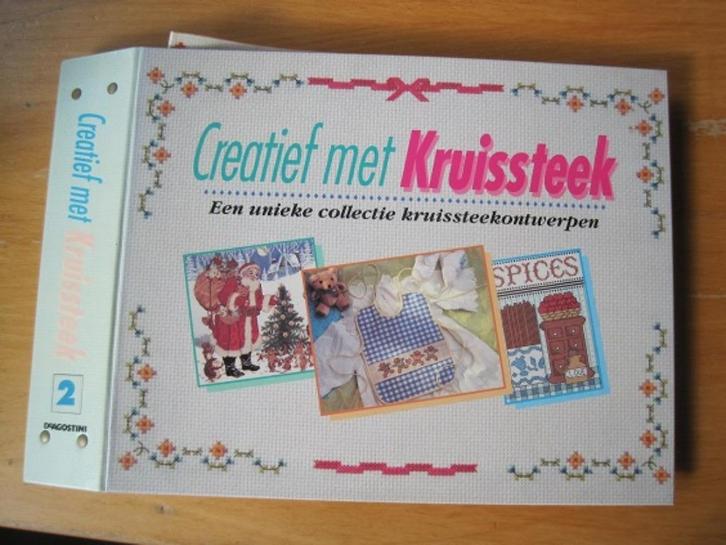 Creatief met Kruissteek
Een unieke collectie kruissteekontwerpen
SPICES
Creatief met Kruissteek
2
DEAGOSTINI